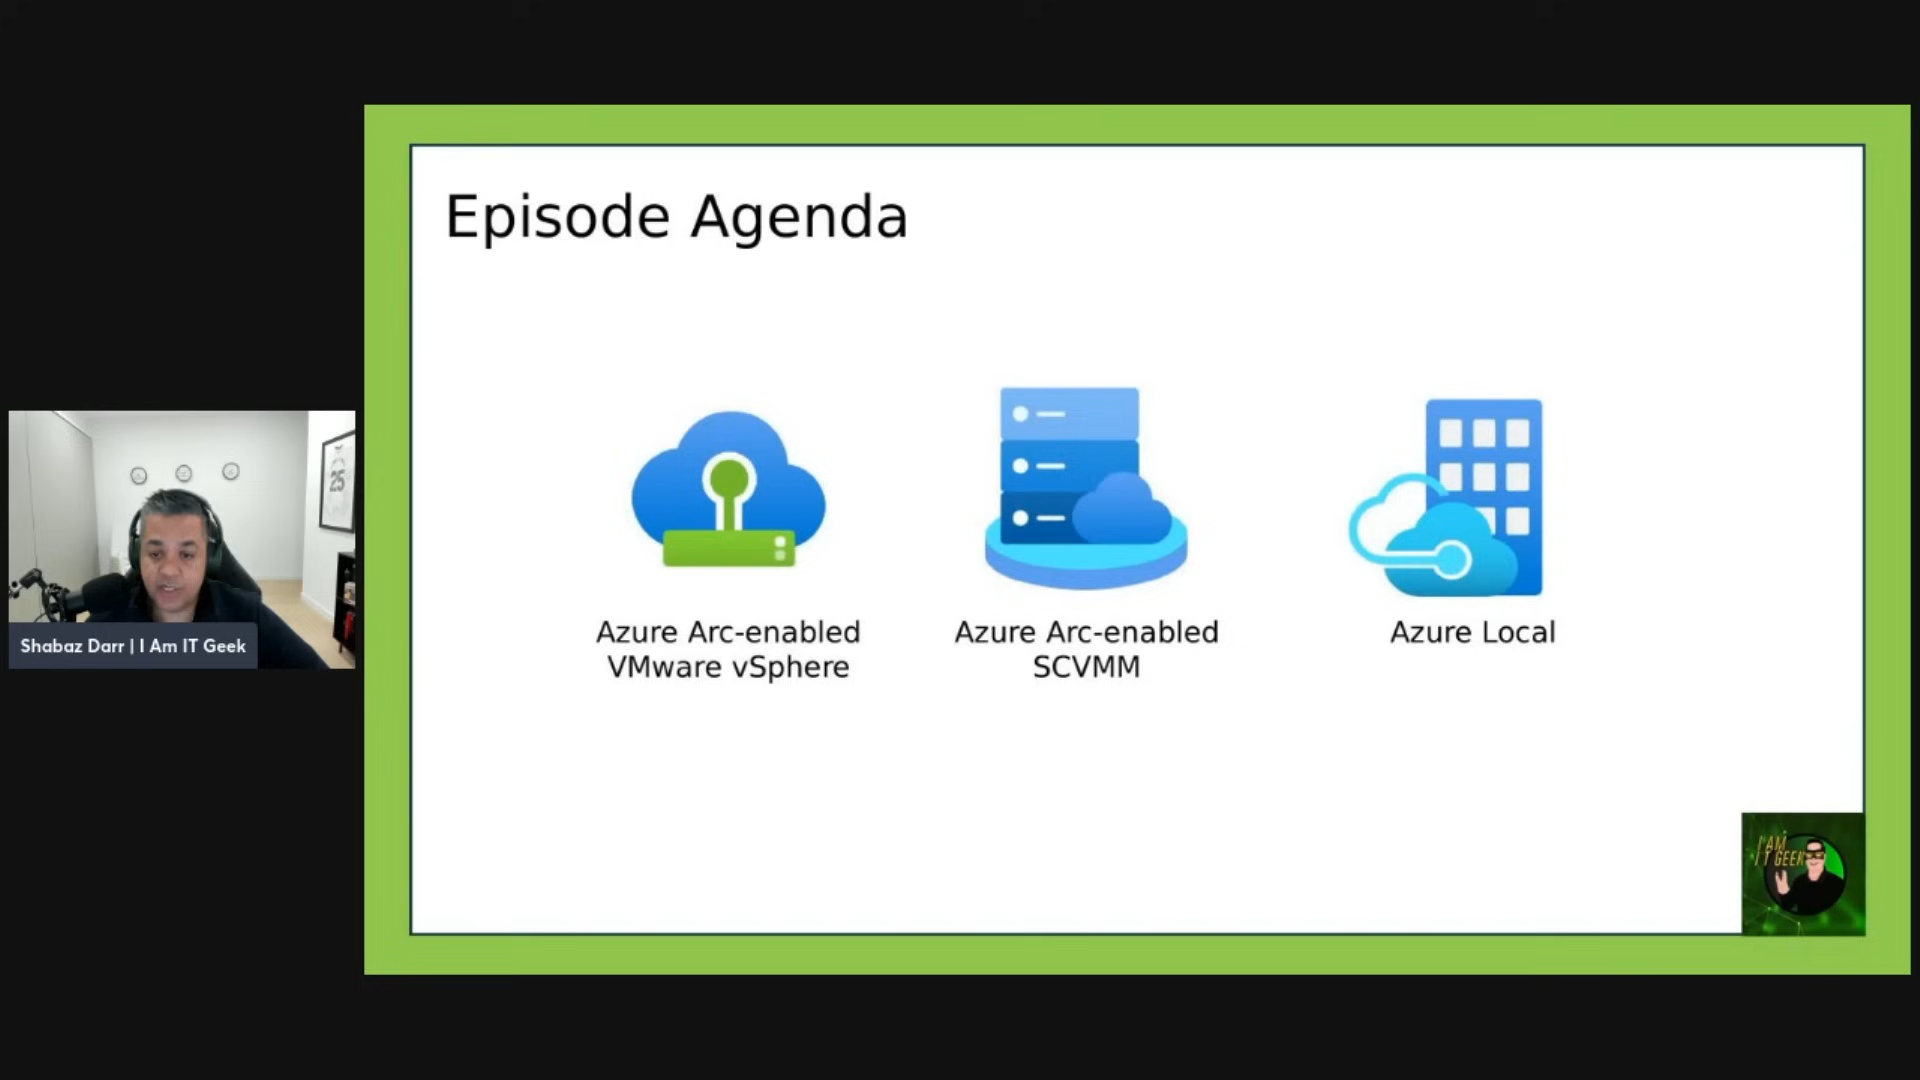 Episode Agenda
Azure Arc-enabled
VMware vSphere
Azure Arc-enabled
SCVMM
Azure Local
25
Shabaz Darr | I Am IT Geek
I AM
IT GEEK